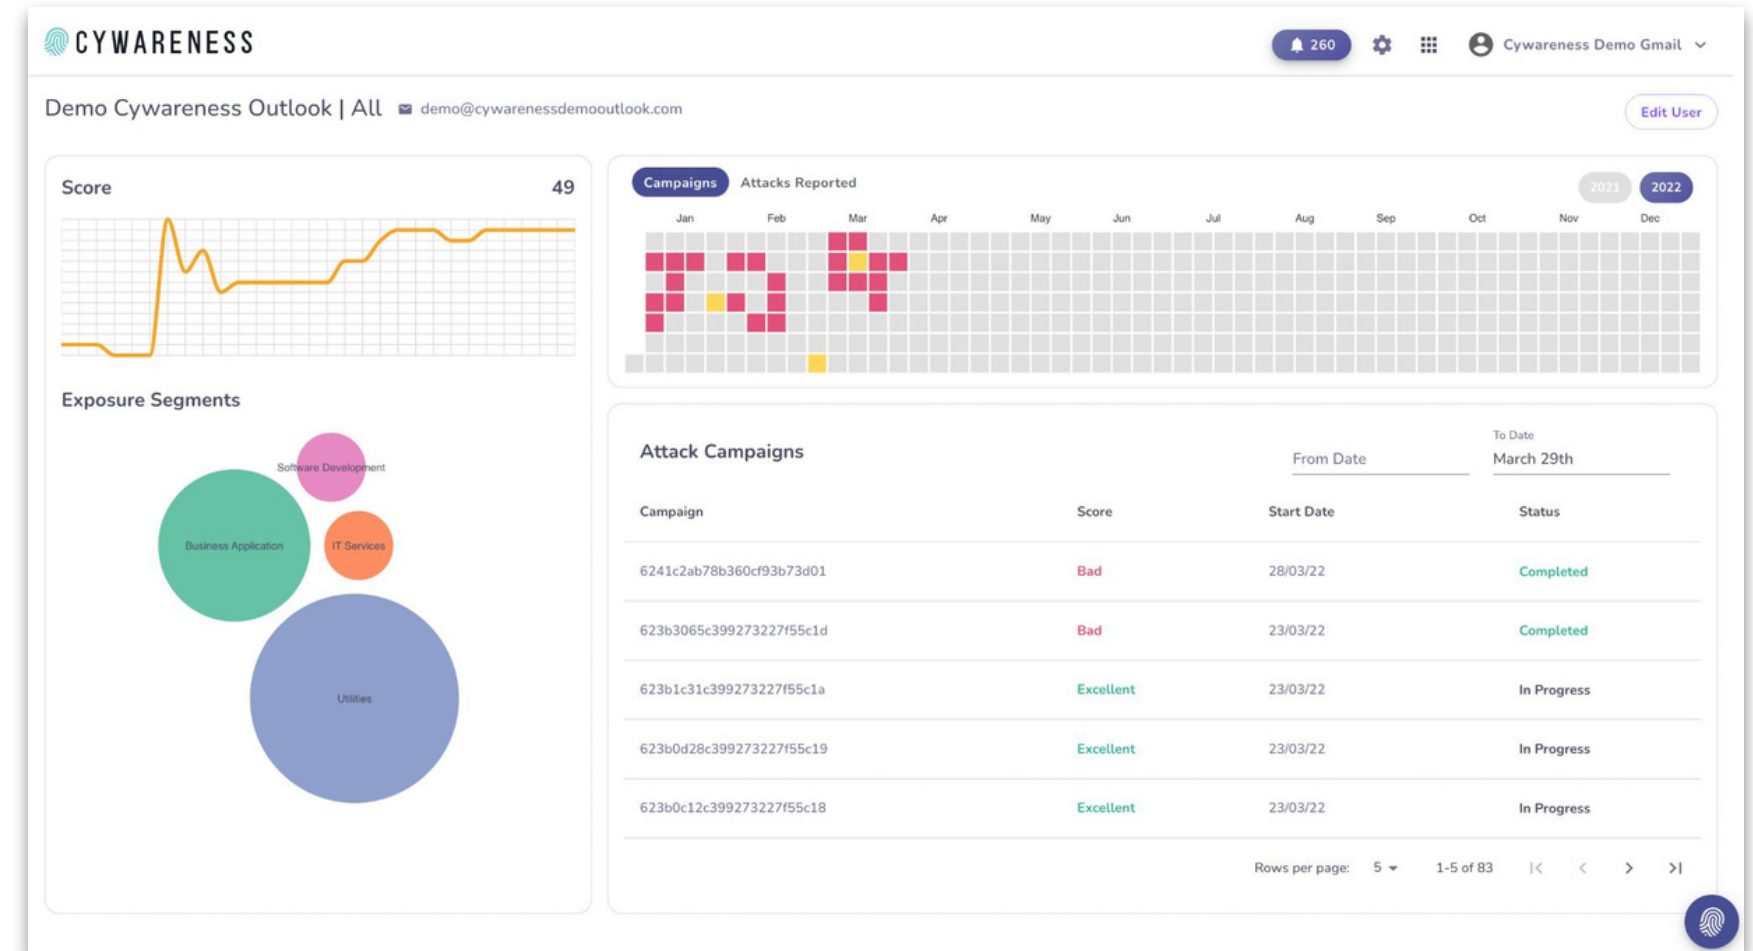 CYWARENESS
260
Cywareness Demo Gmail
Demo Cywareness Outlook | All
demo@cywarenessdemooutlook.com
Edit User
Score 49
Exposure Segments
Software Development
Business Application
IT Services
Utilities
Campaigns Attacks Reported
2021 2022
Jan Feb Mar Apr May Jun Jul Aug Sep Oct Nov Dec
Attack Campaigns
From Date
To Date
March 29th
Campaign Score Start Date Status
6241c2ab78b360cf93b73d01 Bad 28/03/22 Completed
623b3065c399273227f55c1d Bad 23/03/22 Completed
623b1c31c399273227f55c1a Excellent 23/03/22 In Progress
623b0d28c399273227f55c19 Excellent 23/03/22 In Progress
623b0c12c399273227f55c18 Excellent 23/03/22 In Progress
Rows per page: 5 1-5 of 83